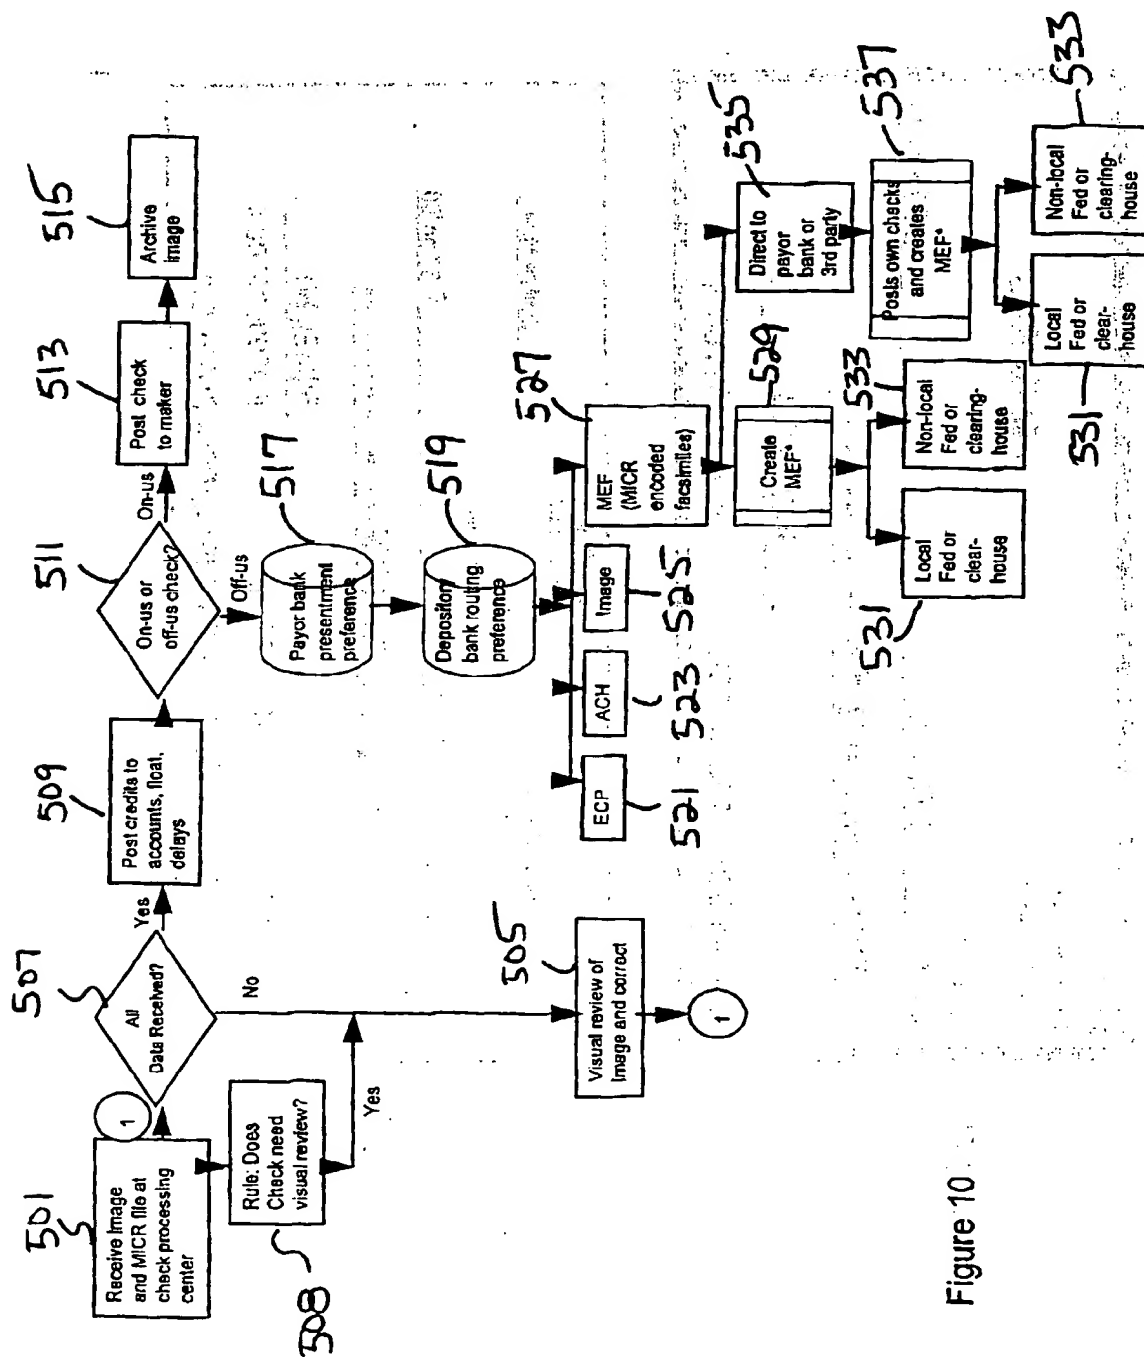 501
Receive Image
and MICR file at
check processing
center
1
508
Rule: Does
Check need
visual review?
Yes
507
All
Data Received?
Yes
No
505
Visual review of
Image and correct
1
509
Post credits to
accounts, float,
delays
511
On-us or
off-us check?
On-us
Off-us
513
Post check
to maker
515
Archive
image
517
Payor bank
presentment
preference
519
Depository
bank routing
preference
ECP
521
ACH
523
Image
525
527
MEF
(MICR
encoded
facsimiles)
529
Create
MEF*
531
Local
Fed or
clear-
house
533
Non-local
Fed or
clearing-
house
535
Direct to
payor
bank or
3rd party
537
Posts own checks
and creates
MEF*
531
Local
Fed or
clear-
house
533
Non-local
Fed or
clearing-
house
Figure 10